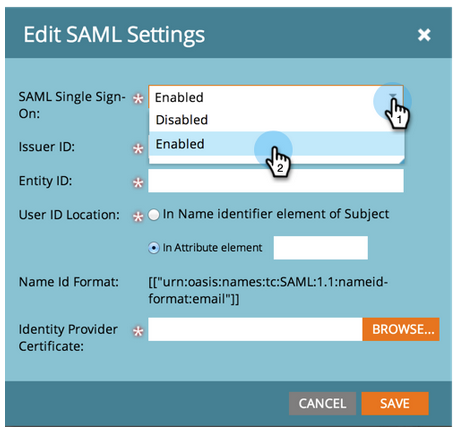 Edit SAML Settings
SAML Single Sign-
On:
Enabled
1
Disabled
Enabled
2
Issuer ID:
Entity ID:
User ID Location:
In Name identifier element of Subject
In Attribute element
Name Id Format:
[["urn:oasis:names:tc:SAML:1.1:nameid-
format:email"]]
Identity Provider
Certificate:
BROWSE...
CANCEL
SAVE